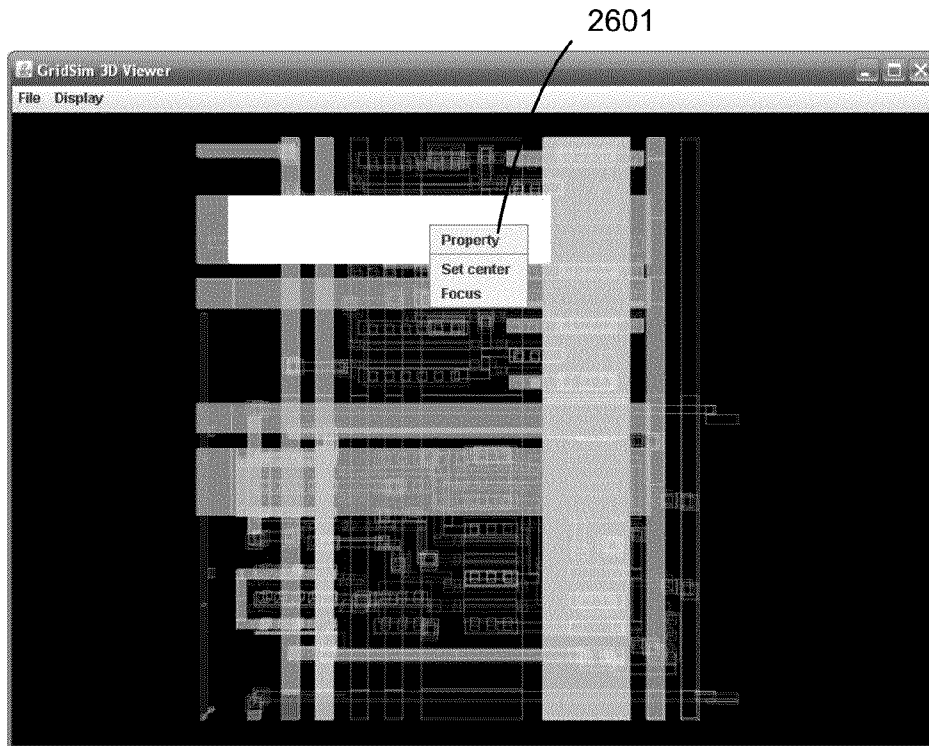 2601
GridSim 3D Viewer
File Display
Property
Set center
Focus